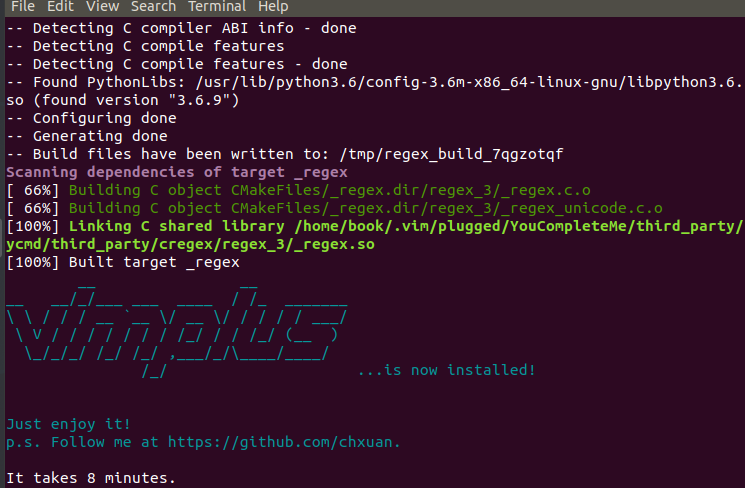 File Edit View Search Terminal Help
-- Detecting C compiler ABI info - done
-- Detecting C compile features
-- Detecting C compile features - done
-- Found PythonLibs: /usr/lib/python3.6/config-3.6m-x86_64-linux-gnu/libpython3.6.
so (found version "3.6.9")
-- Configuring done
-- Generating done
-- Build files have been written to: /tmp/regex_build_7qgzotqf
Scanning dependencies of target _regex
[ 66%] Building C object CMakeFiles/_regex.dir/regex_3/_regex.c.o
[ 66%] Building C object CMakeFiles/_regex.dir/regex_3/_regex_unicode.c.o
[100%] Linking C shared library /home/book/.vim/plugged/YouCompleteMe/third_party/
ycmd/third_party/cregex/regex_3/_regex.so
[100%] Built target _regex
vimplus
...is now installed!
Just enjoy it!
p.s. Follow me at https://github.com/chxuan.
It takes 8 minutes.